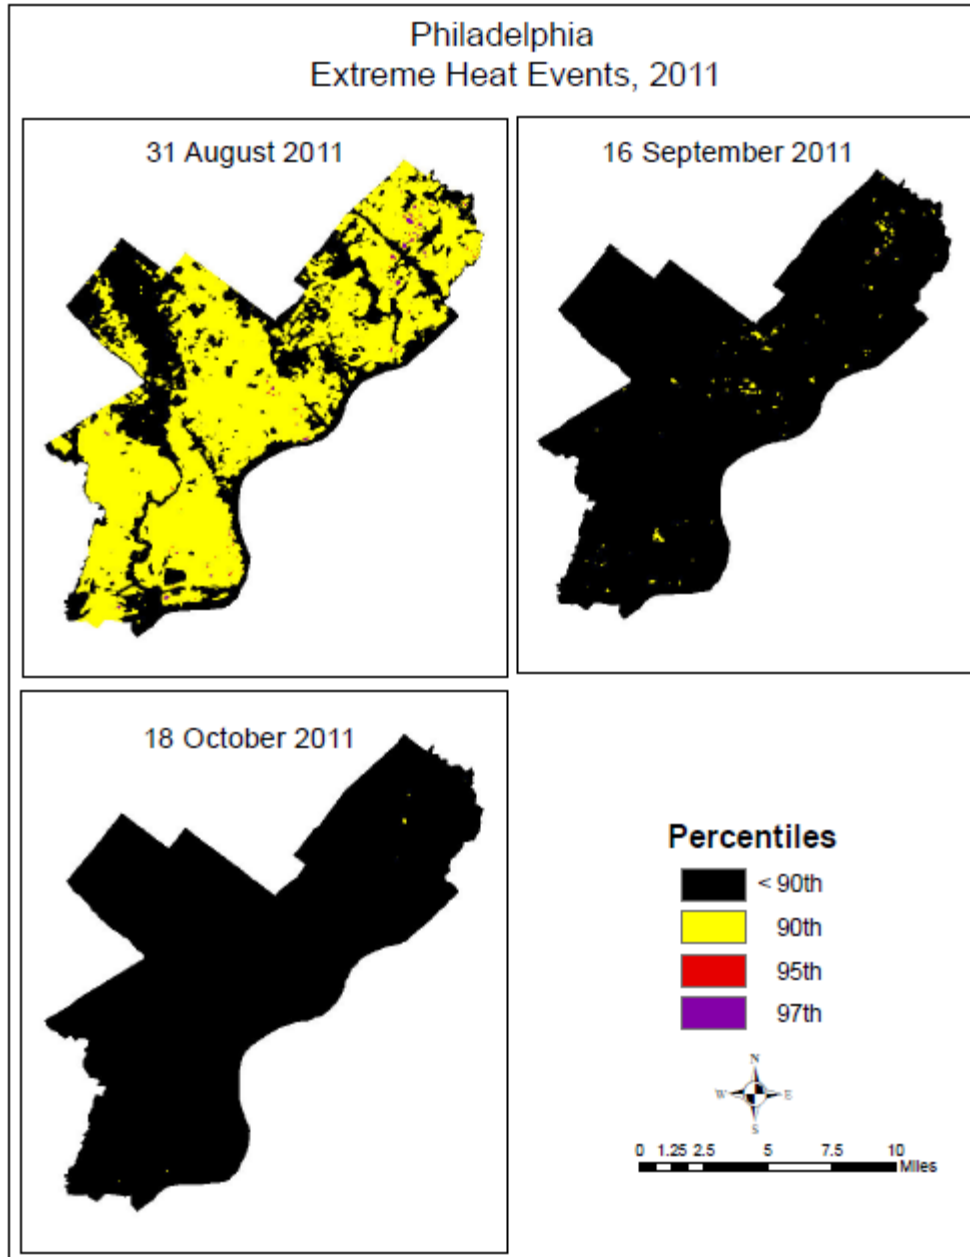 Philadelphia
Extreme Heat Events, 2011
31 August 2011
16 September 2011
18 October 2011
Percentiles
< 90th
90th
95th
97th
N
W E
S
0 1.25 2.5 5 7.5 10
Miles